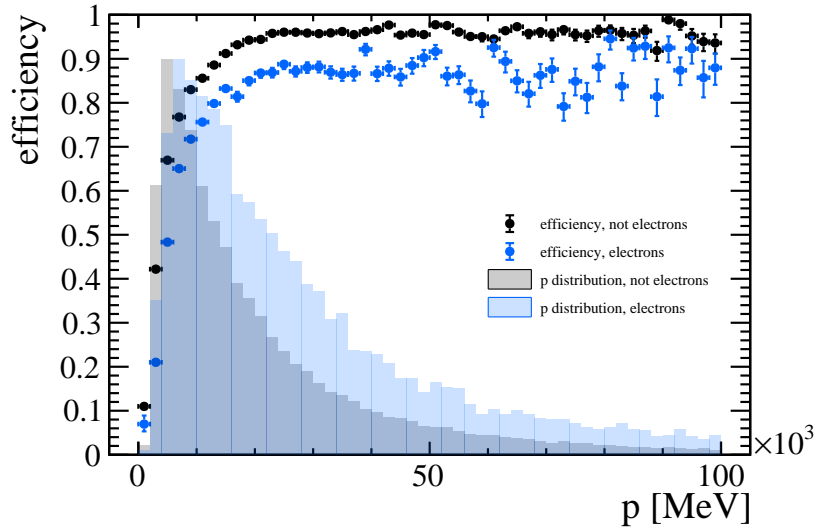 efficiency
1
0.9
0.8
0.7
0.6
0.5
0.4
0.3
0.2
0.1
0
efficiency, not electrons
efficiency, electrons
p distribution, not electrons
p distribution, electrons
0
50
100
×10³
p [MeV]